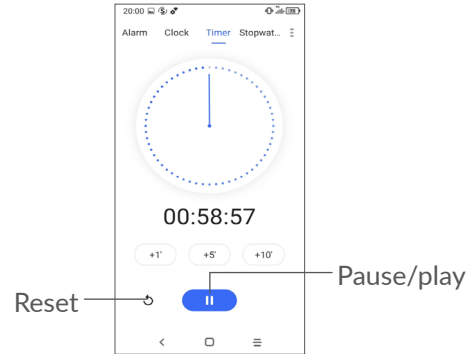 20:00
Alarm Clock Timer Stopwat...
00:58:57
+1' +5' +10'
Pause/play
Reset